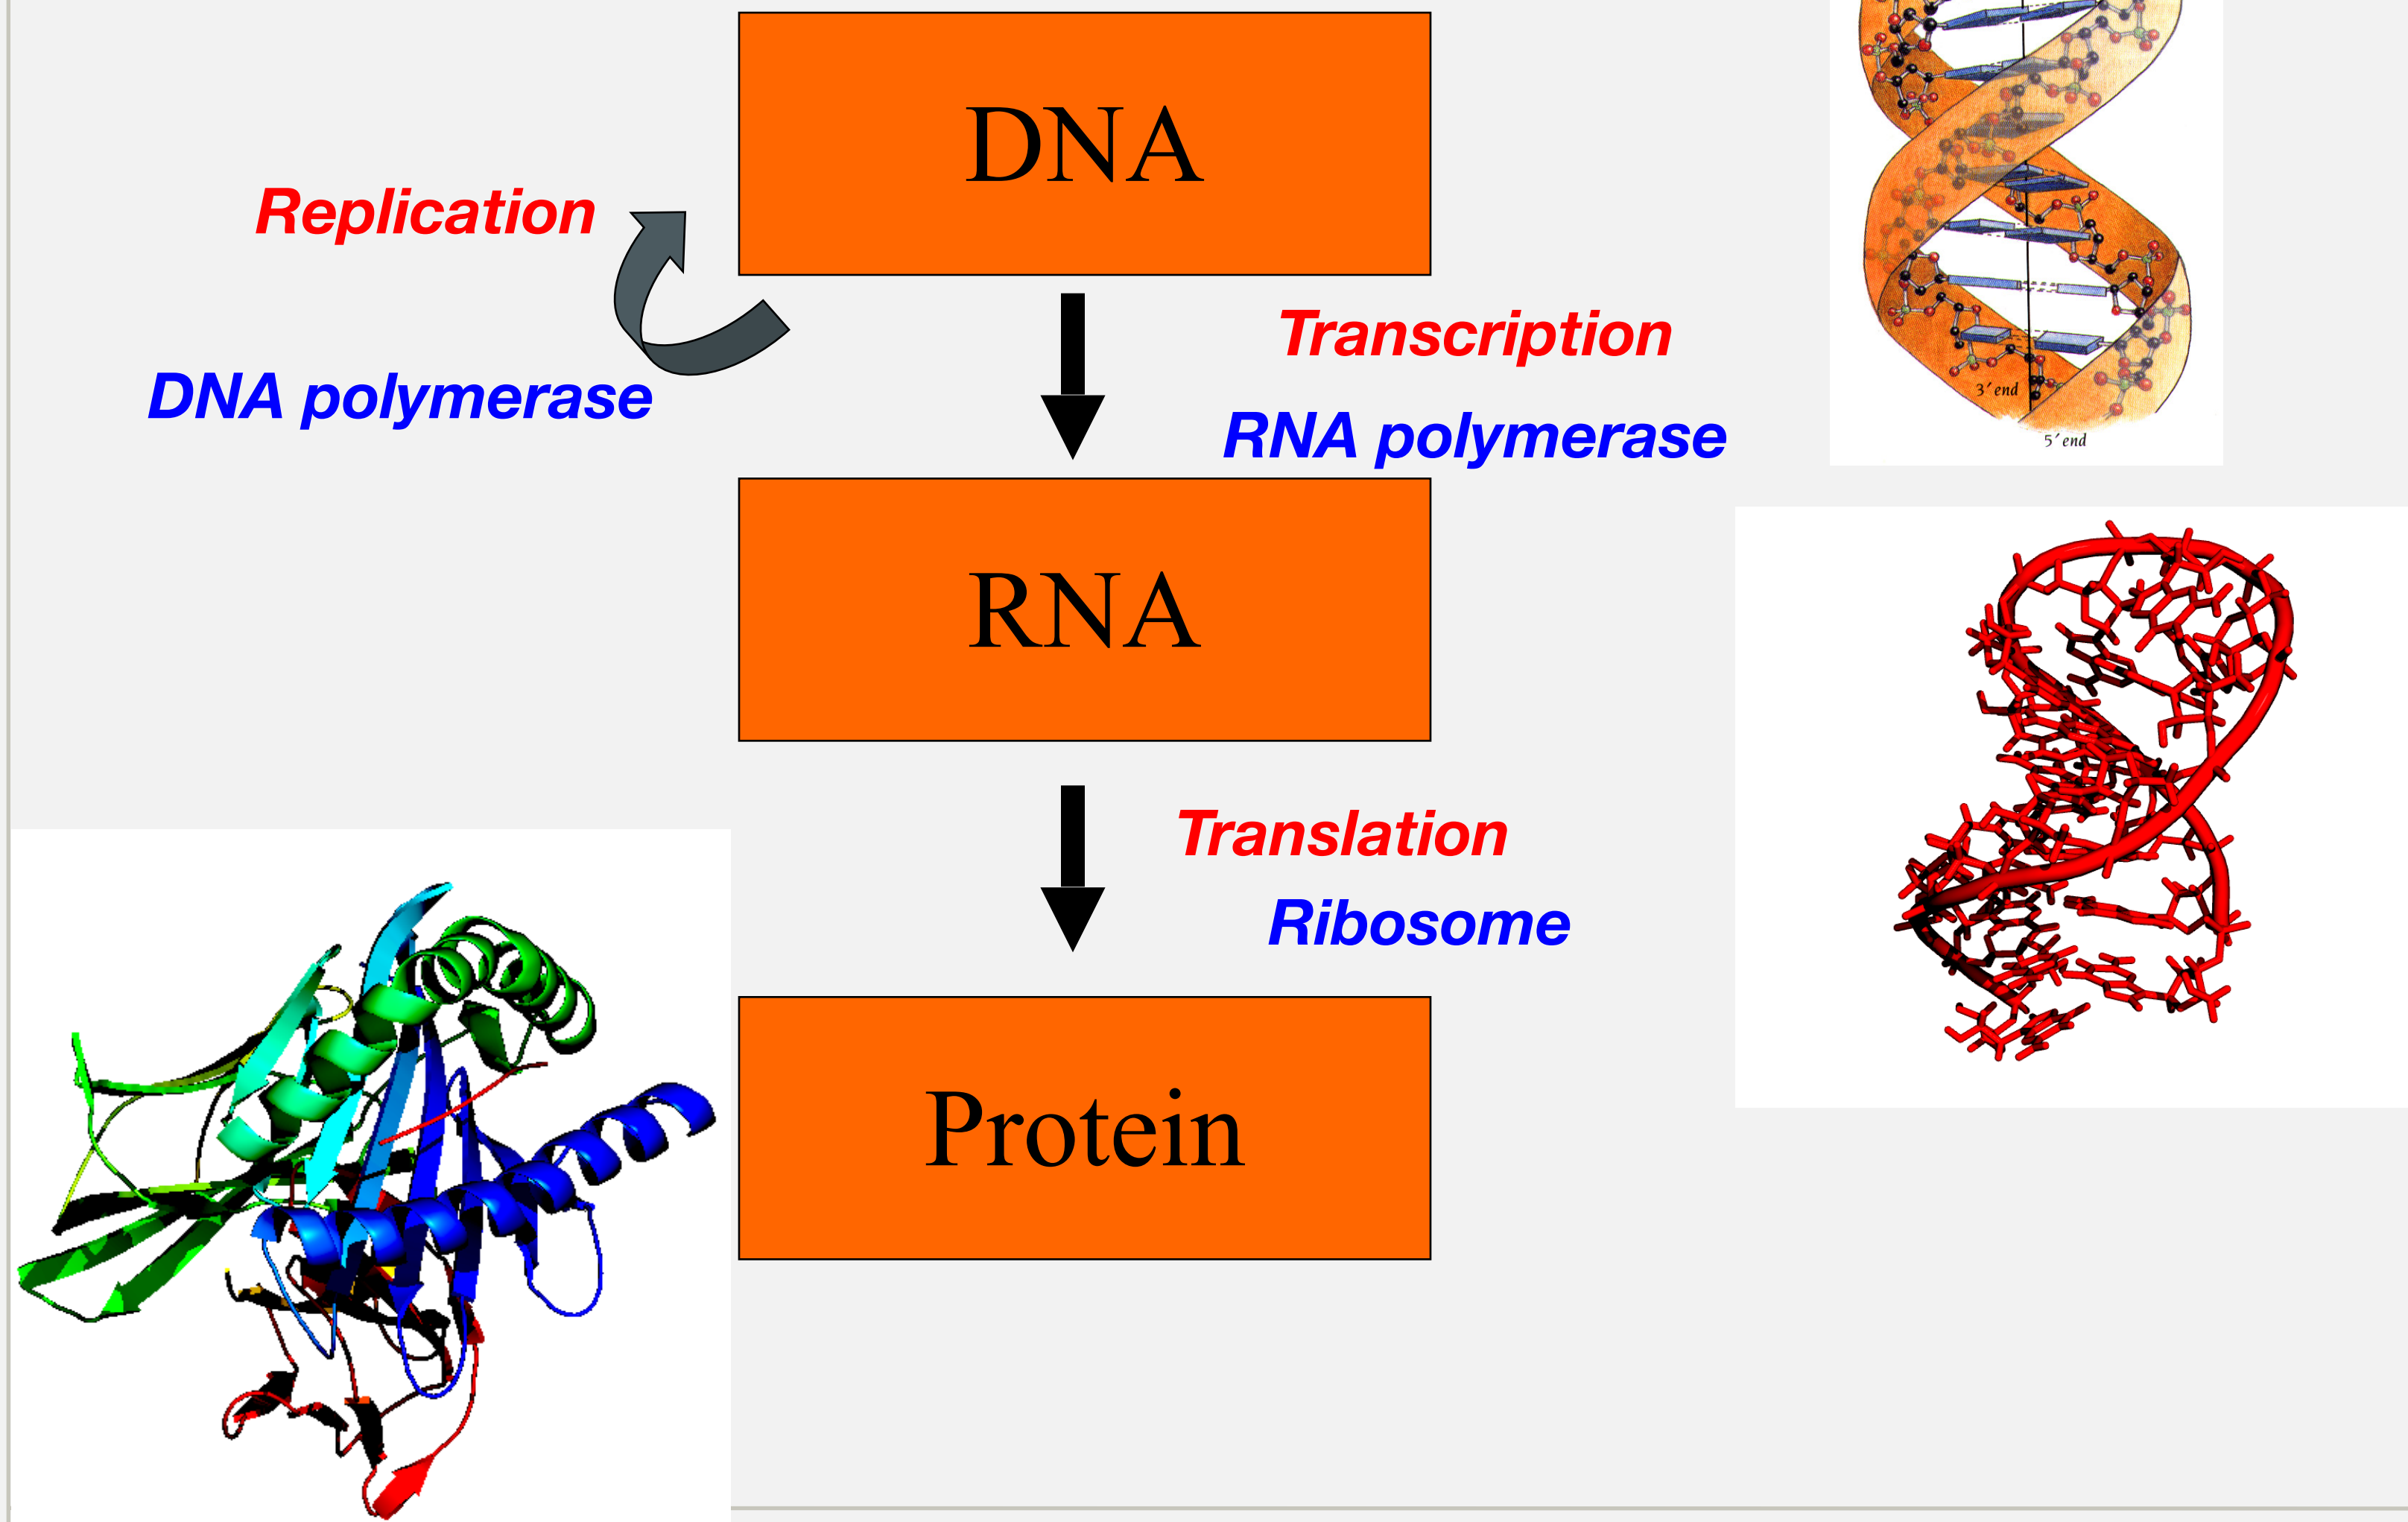 DNA
Replication
DNA polymerase
Transcription
RNA polymerase
3' end
5' end
RNA
Translation
Ribosome
Protein